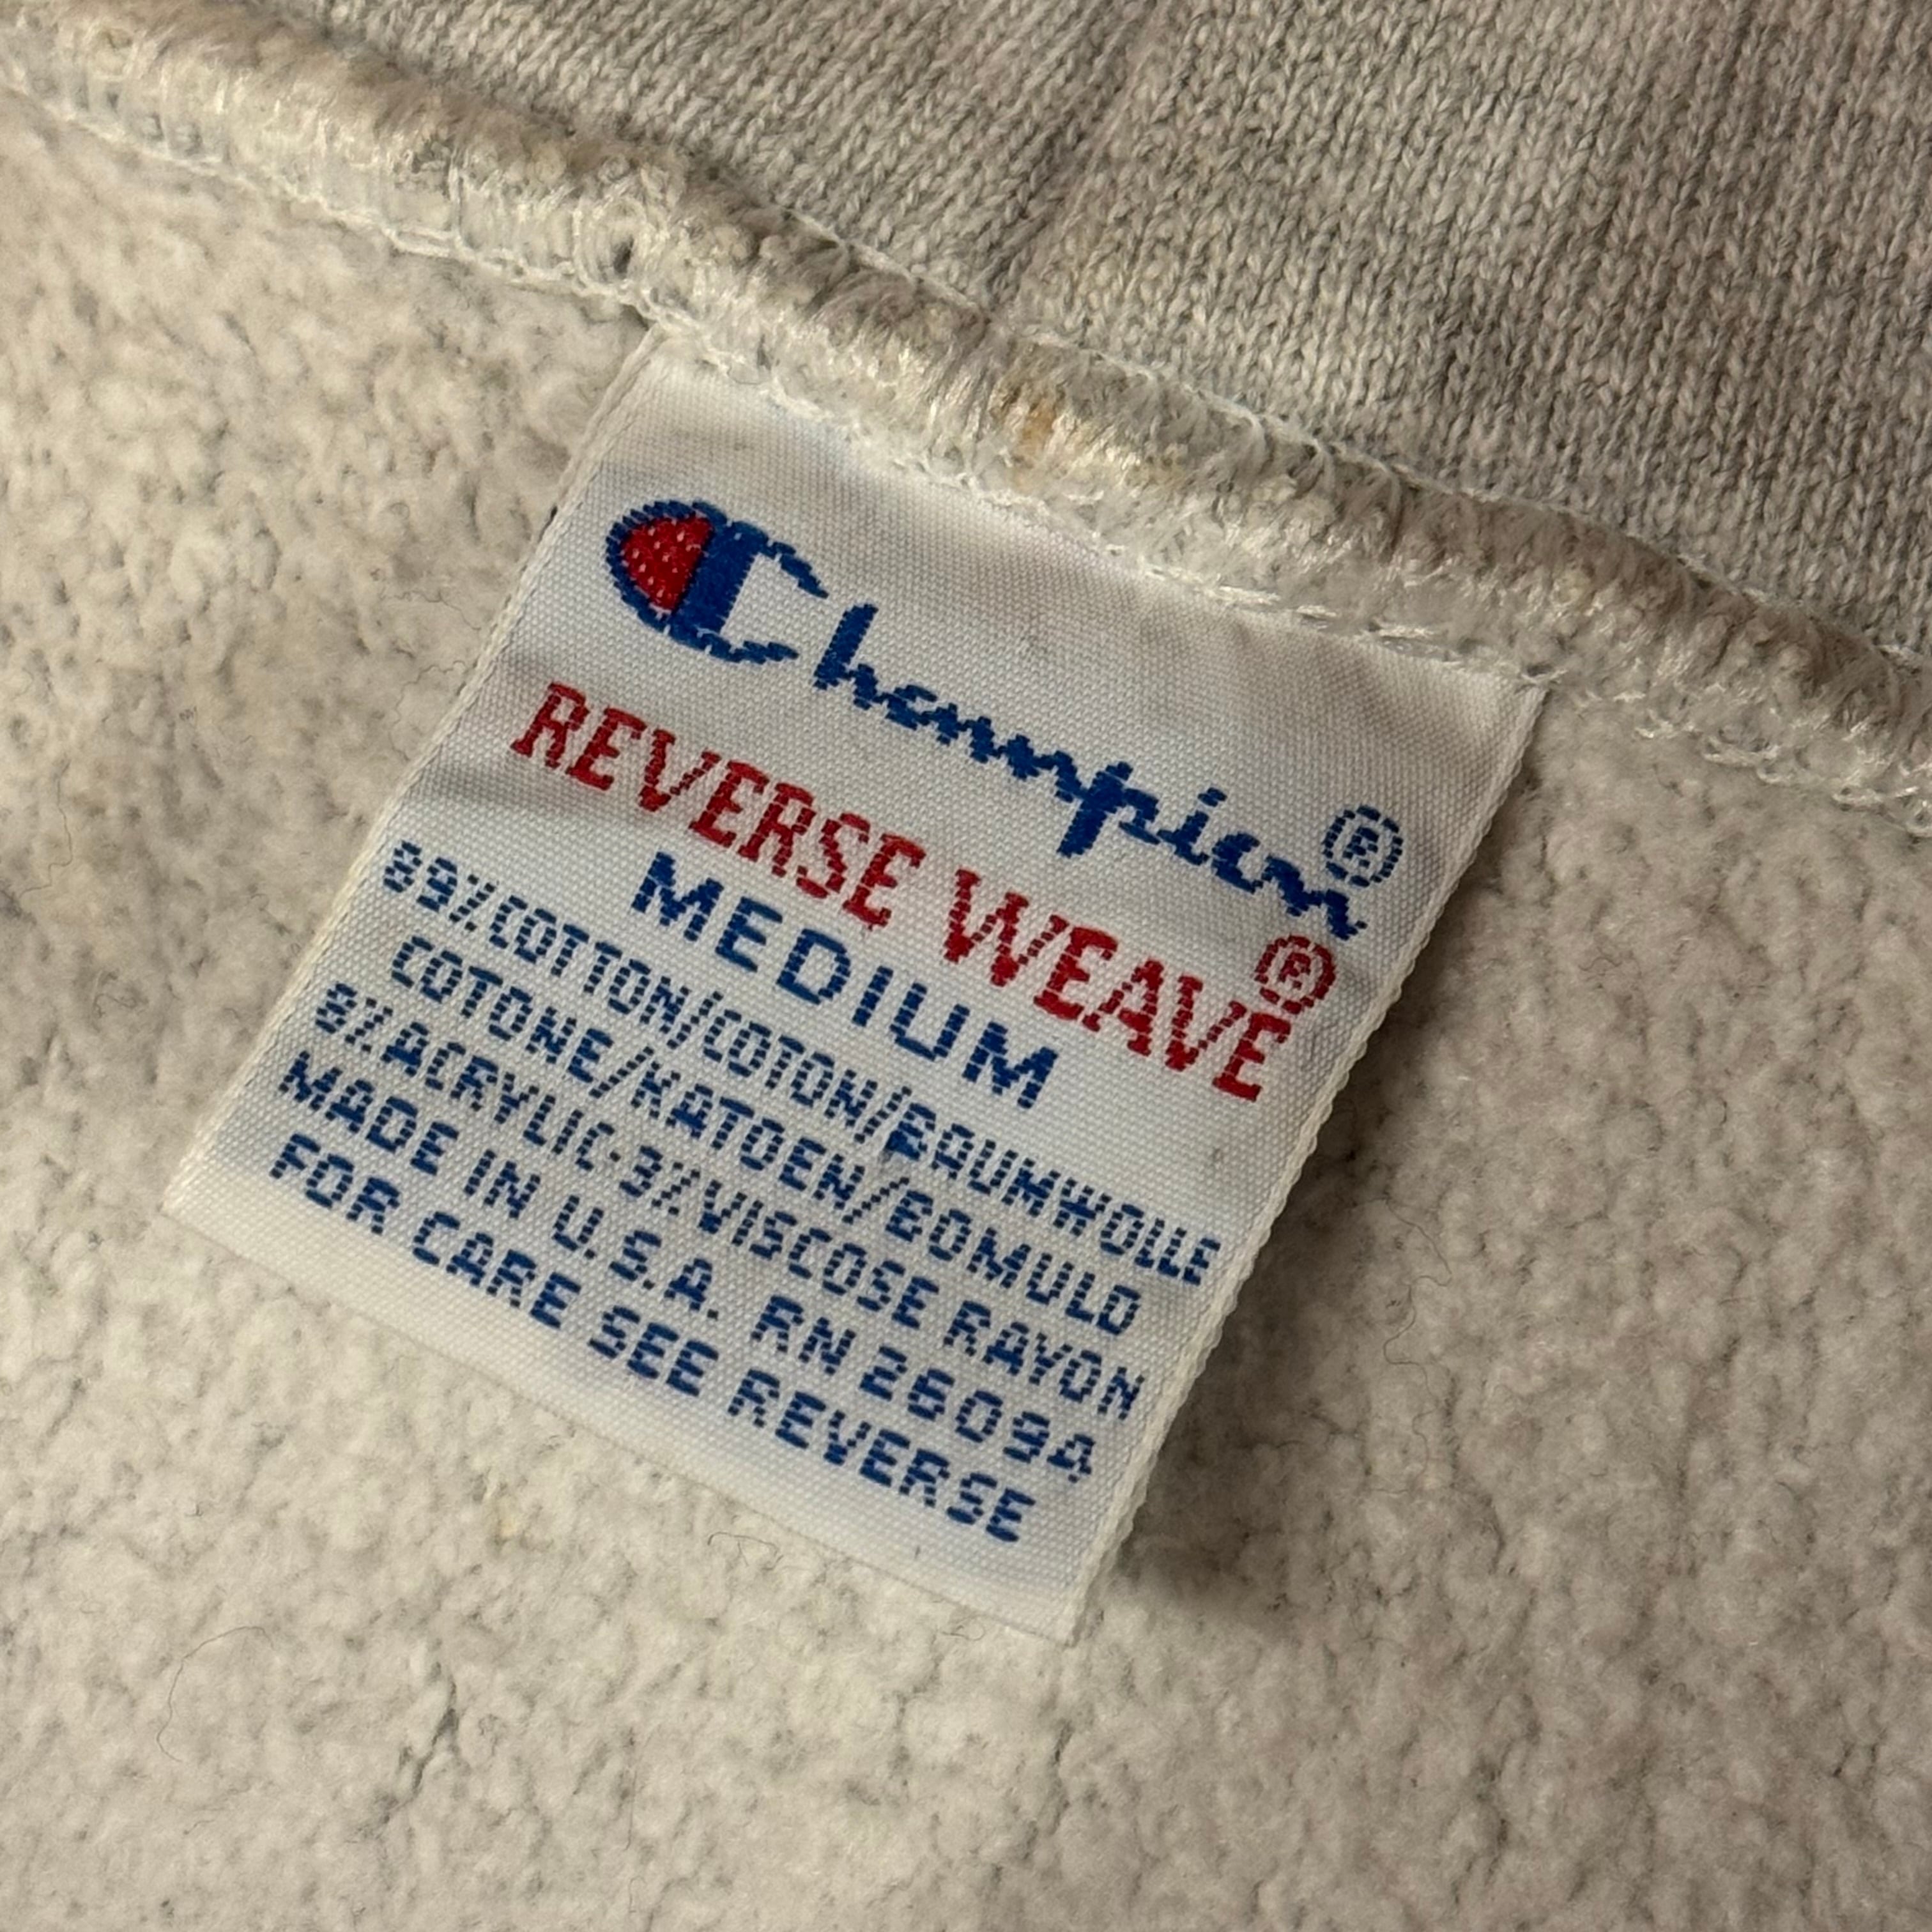 Champion®
REVERSE WEAVE®
MEDIUM
89%COTTON/COTON/BAUMWOLLE
COTONE/KATOEN/BOMULD
8%ACRYLIC·3%VISCOSE RAYON
MADE IN U.S.A. RN 26094
FOR CARE SEE REVERSE